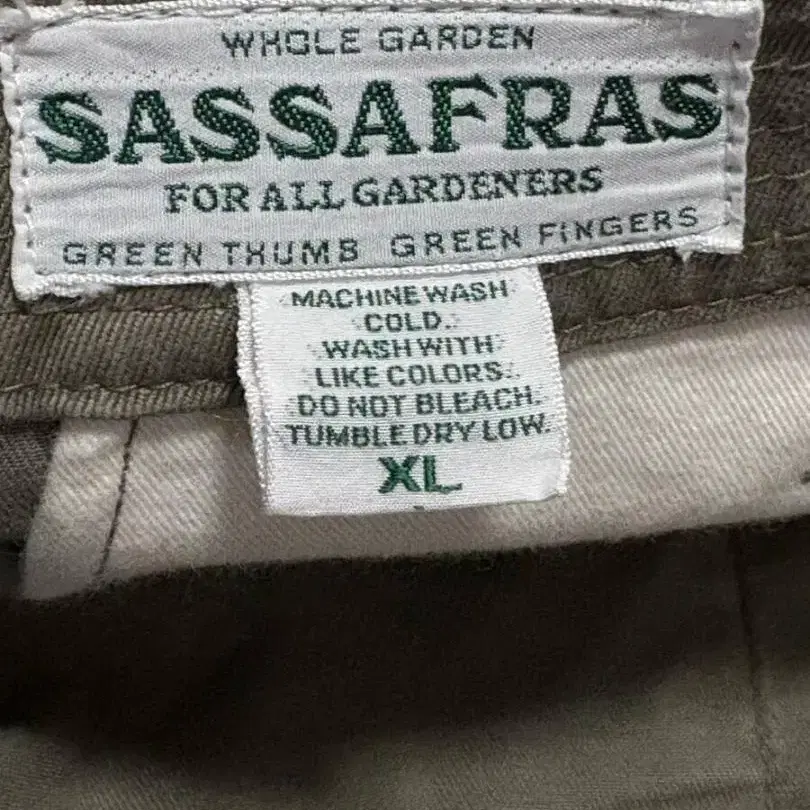 WHOLE GARDEN
SASSAFRAS
FOR ALL GARDENERS
GREEN THUMB GREEN FINGERS
MACHINE WASH
COLD.
WASH WITH
LIKE COLORS.
DO NOT BLEACH.
TUMBLE DRY LOW.
XL